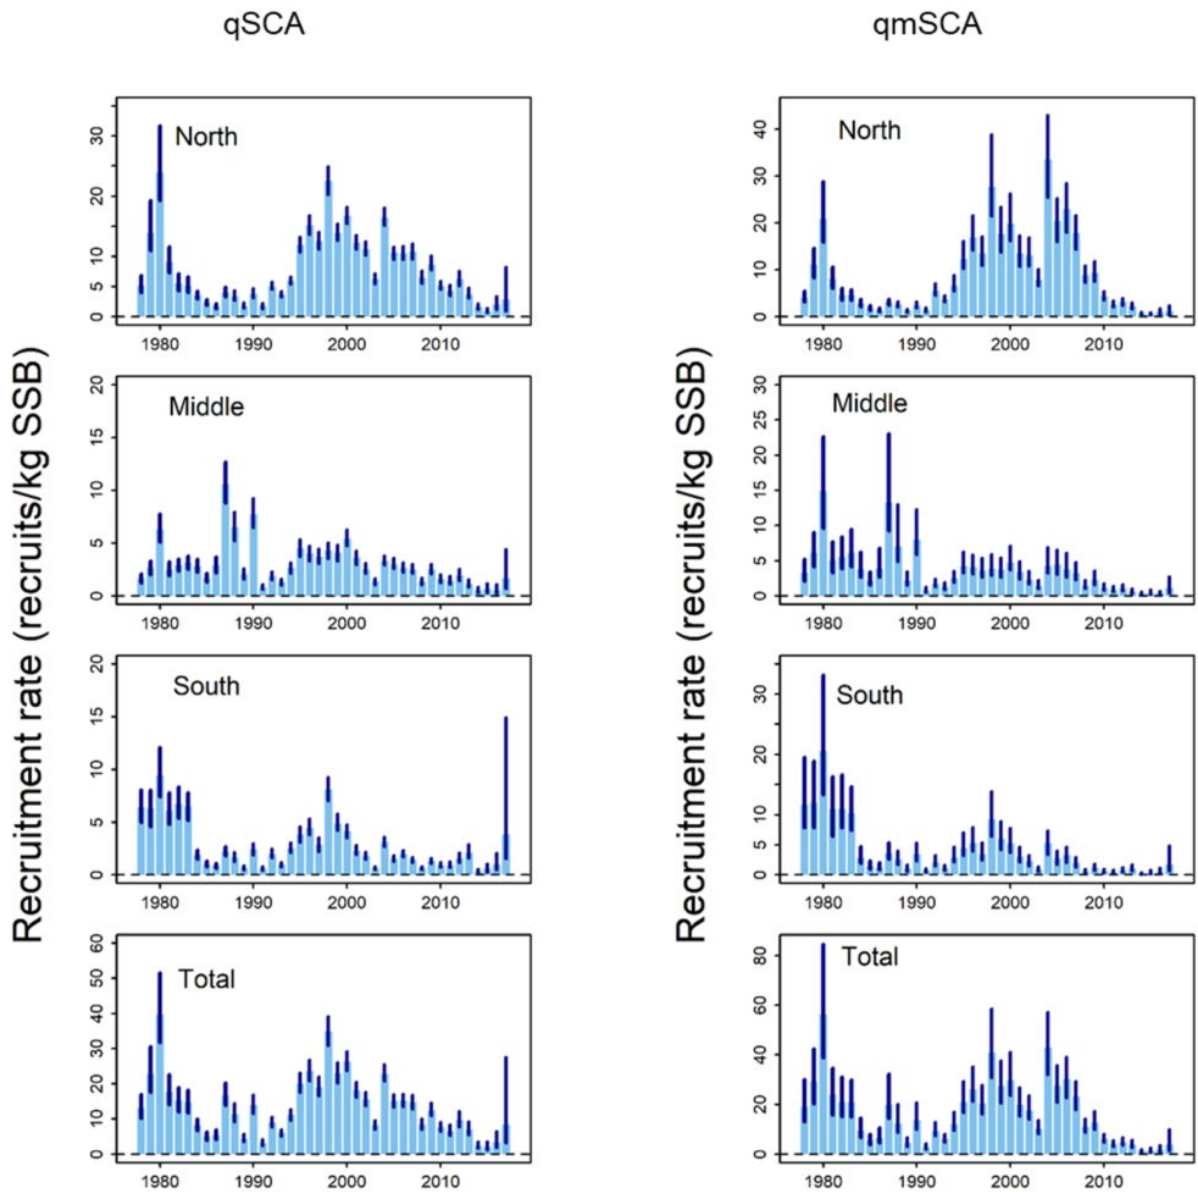 qSCA
qmSCA
Recruitment rate (recruits/kg SSB)
North
0 5 10 20 30
1980 1990 2000 2010
Middle
0 5 10 15 20
1980 1990 2000 2010
South
0 5 10 15 20
1980 1990 2000 2010
Total
0 10 20 30 40 50 60
1980 1990 2000 2010
Recruitment rate (recruits/kg SSB)
North
0 10 20 30 40
1980 1990 2000 2010
Middle
0 5 10 15 20 25 30
1980 1990 2000 2010
South
0 5 10 20 30
1980 1990 2000 2010
Total
0 20 40 60 80
1980 1990 2000 2010